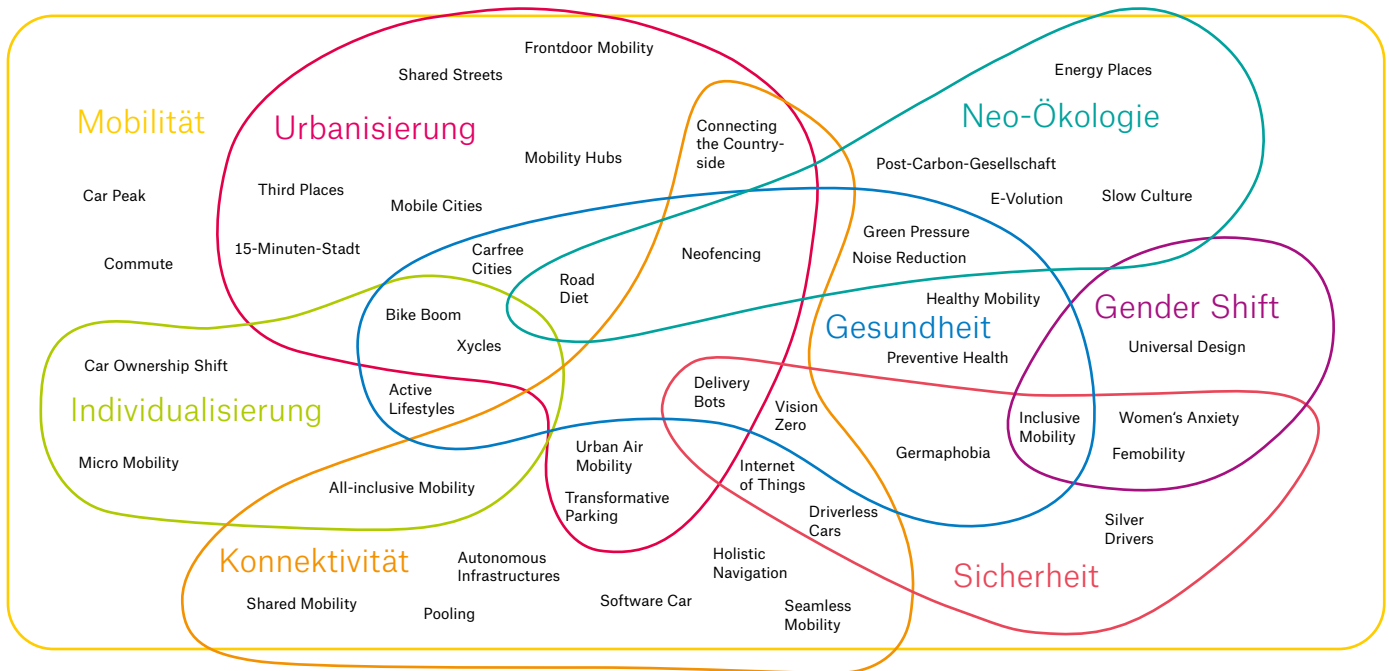 Frontdoor Mobility
Shared Streets
Energy Places
Mobilität
Urbanisierung
Neo-Ökologie
Connecting
the Country-
side
Mobility Hubs
Post-Carbon-Gesellschaft
Car Peak
Third Places
Mobile Cities
E-Volution
Slow Culture
Commute
15-Minuten-Stadt
Carfree
Cities
Neofencing
Green Pressure
Noise Reduction
Road
Diet
Bike Boom
Xycles
Healthy Mobility
Gesundheit
Gender Shift
Preventive Health
Universal Design
Car Ownership Shift
Individualisierung
Active
Lifestyles
Delivery
Bots
Vision
Zero
Inclusive
Mobility
Women‘s Anxiety
Femobility
Micro Mobility
Urban Air
Mobility
Germaphobia
Internet
of Things
All-inclusive Mobility
Transformative
Parking
Driverless
Cars
Silver
Drivers
Konnektivität
Autonomous
Infrastructures
Holistic
Navigation
Sicherheit
Shared Mobility
Pooling
Software Car
Seamless
Mobility